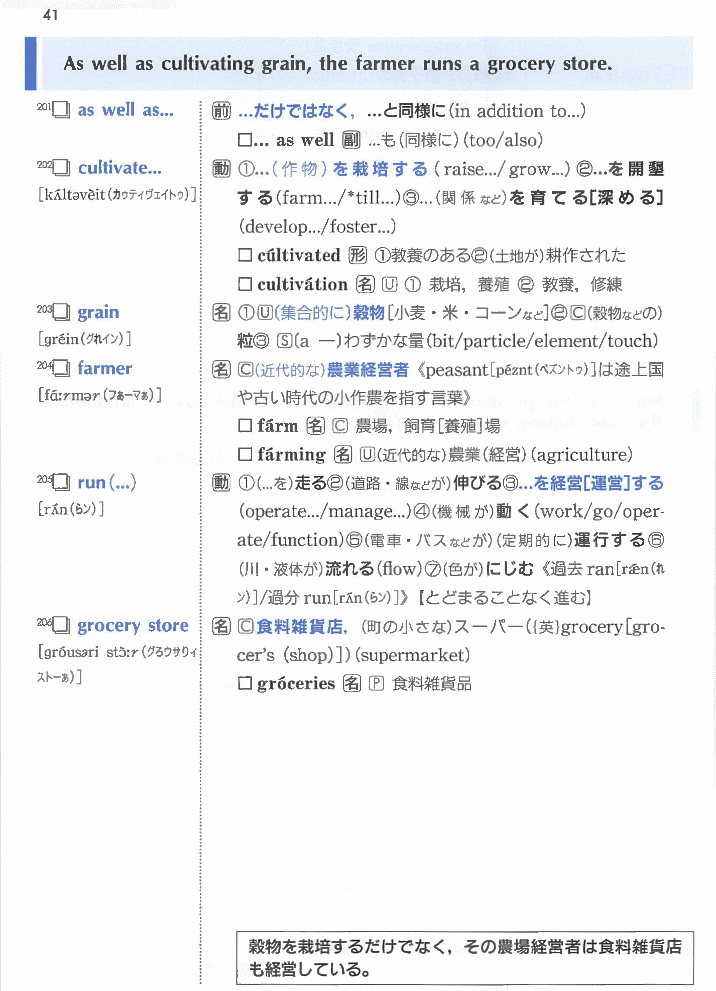 41
As well as cultivating grain, the farmer runs a grocery store.
201 □ as well as... 前 ...だけではなく，...と同様に(in addition to...)
□... as well 副 ...も(同様に)(too/also)
202 □ cultivate... 動 ①...(作物)を栽培する(raise.../grow...)②...を開墾
[kʌ́ltəvèit(カゥティヴェイトゥ)] する(farm.../*till...)③...(関係など)を育てる[深める]
(develop.../foster...)
□ cúltivated 形 ①教養のある②(土地が)耕作された
□ cultivátion 名 Ⓤ ① 栽培，養殖 ② 教養，修練
203 □ grain 名 ①Ⓤ(集合的に)穀物[小麦・米・コーンなど]②Ⓒ(穀物などの)
[gréin(グれイン)] 粒③ Ⓢ(a —)わずかな量(bit/particle/element/touch)
204 □ farmer 名 Ⓒ(近代的な)農業経営者《peasant[péznt(ペズントゥ)]は途上国
[fɑ́ːrmər(ファーマぁ)] や古い時代の小作農を指す言葉》
□ fárm 名 Ⓒ 農場，飼育[養殖]場
□ fárming 名 Ⓤ(近代的な)農業(経営)(agriculture)
205 □ run(...) 動 ①(...を)走る②(道路・線などが)伸びる③...を経営[運営]する
[rʌ́n(らン)] (operate.../manage...)④(機械が)動く(work/go/oper-
ate/function)⑤(電車・バスなどが)(定期的に)運行する⑥
(川・液体が)流れる(flow)⑦(色が)にじむ《過去 ran[rǽn(れ
ン)]/過分 run[rʌ́n(らン)]》【とどまることなく進む】
206 □ grocery store 名 Ⓒ食料雑貨店，(町の小さな)スーパー({英}grocery[gro-
[gróusəri stɔ̀ːr(グろウサりィ cer's (shop)])(supermarket)
ストーぁ)] □ gróceries 名 Ⓟ 食料雑貨品
穀物を栽培するだけでなく，その農場経営者は食料雑貨店
も経営している。